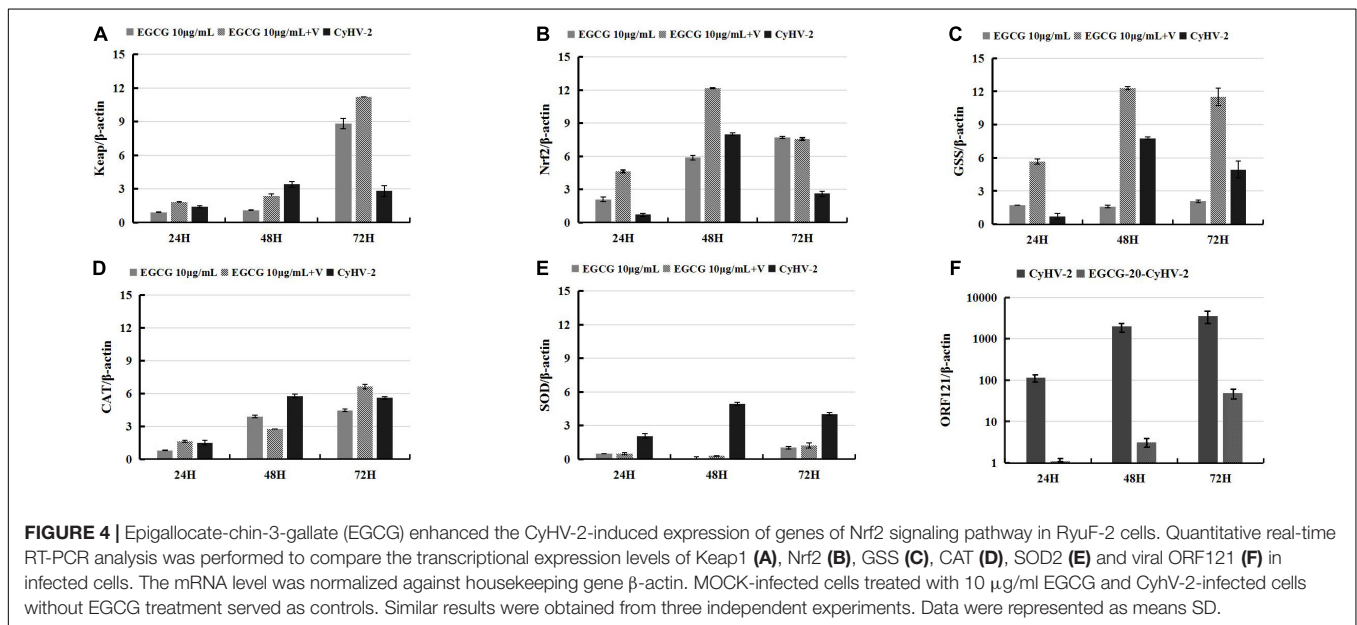 A
EGCG 10µg/mL EGCG 10µg/mL+V CyHV-2
Keap/β-actin
15
12
9
6
3
0
24H 48H 72H
B
EGCG 10µg/mL EGCG 10µg/mL+V CyHV-2
Nrf2/β-actin
15
12
9
6
3
0
24H 48H 72H
C
EGCG 10µg/mL EGCG 10µg/mL+V CyHV-2
GSS/β-actin
15
12
9
6
3
0
24H 48H 72H
D
EGCG 10µg/mL EGCG 10µg/mL+V CyHV-2
CAT/β-actin
15
12
9
6
3
0
24H 48H 72H
E
EGCG 10µg/mL EGCG 10µg/mL+V CyHV-2
SOD/β-actin
15
12
9
6
3
0
24H 48H 72H
F
CyHV-2 EGCG-20-CyHV-2
ORF121/β-actin
10000
1000
100
10
1
24H 48H 72H
FIGURE 4 | Epigallocate-chin-3-gallate (EGCG) enhanced the CyHV-2-induced expression of genes of Nrf2 signaling pathway in RyuF-2 cells. Quantitative real-time
RT-PCR analysis was performed to compare the transcriptional expression levels of Keap1 (A), Nrf2 (B), GSS (C), CAT (D), SOD2 (E) and viral ORF121 (F) in
infected cells. The mRNA level was normalized against housekeeping gene β-actin. MOCK-infected cells treated with 10 μg/ml EGCG and CyhV-2-infected cells
without EGCG treatment served as controls. Similar results were obtained from three independent experiments. Data were represented as means SD.